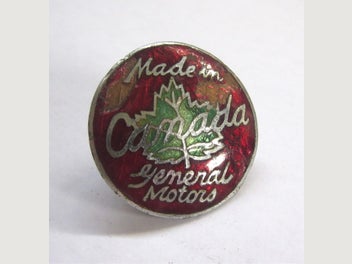 Made in
Canada
General
Motors